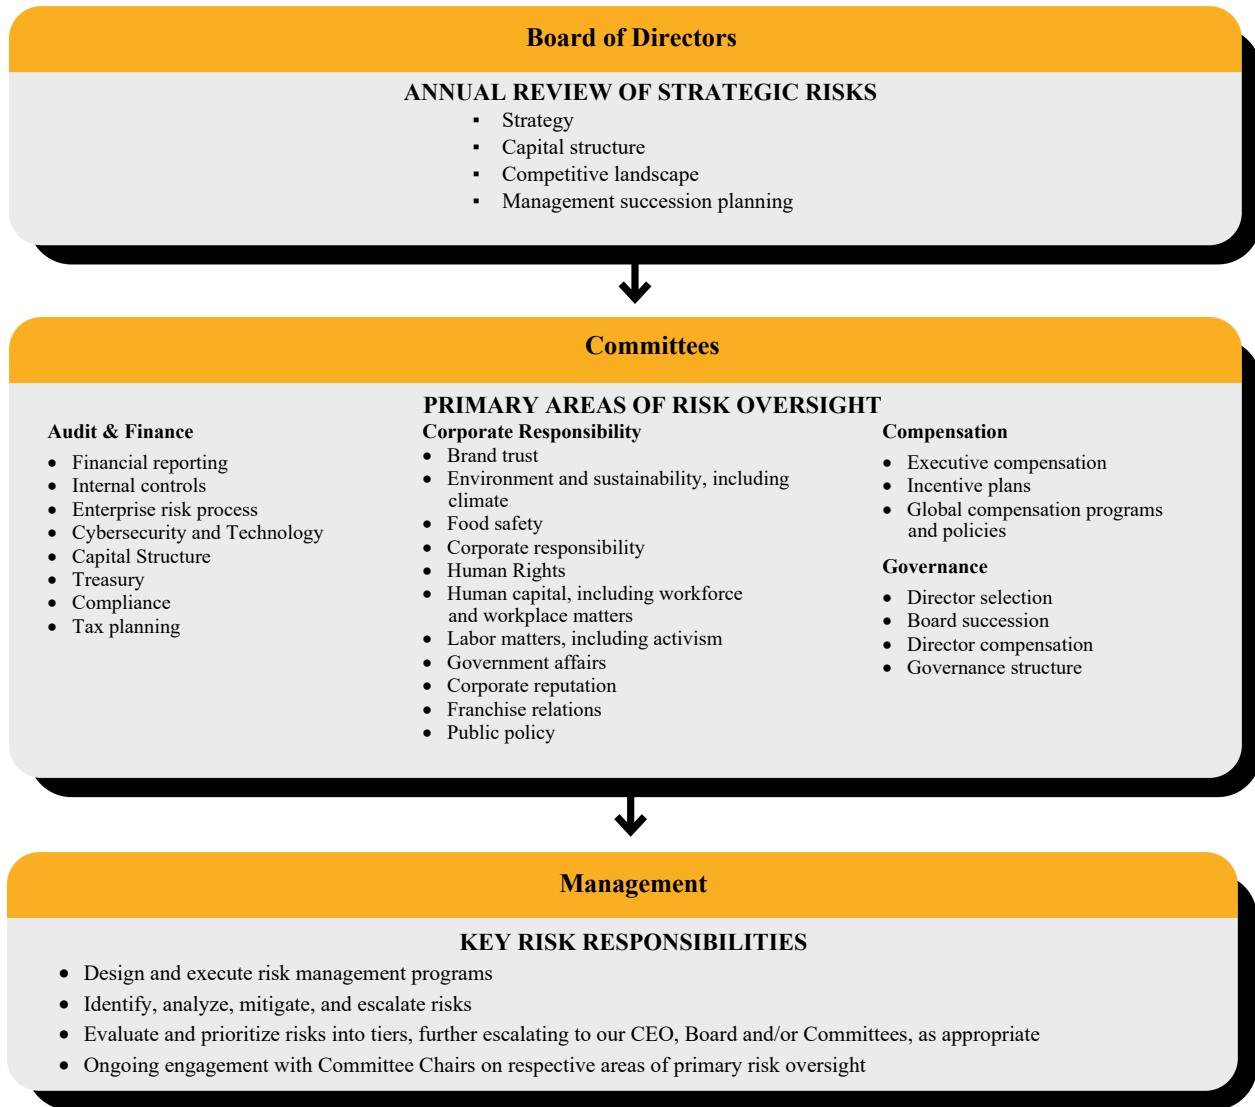 Board of Directors
ANNUAL REVIEW OF STRATEGIC RISKS
▪ Strategy
▪ Capital structure
▪ Competitive landscape
▪ Management succession planning
Committees
PRIMARY AREAS OF RISK OVERSIGHT
Audit & Finance
• Financial reporting
• Internal controls
• Enterprise risk process
• Cybersecurity and Technology
• Capital Structure
• Treasury
• Compliance
• Tax planning
Corporate Responsibility
• Brand trust
• Environment and sustainability, including
climate
• Food safety
• Corporate responsibility
• Human Rights
• Human capital, including workforce
and workplace matters
• Labor matters, including activism
• Government affairs
• Corporate reputation
• Franchise relations
• Public policy
Compensation
• Executive compensation
• Incentive plans
• Global compensation programs
and policies
Governance
• Director selection
• Board succession
• Director compensation
• Governance structure
Management
KEY RISK RESPONSIBILITIES
• Design and execute risk management programs
• Identify, analyze, mitigate, and escalate risks
• Evaluate and prioritize risks into tiers, further escalating to our CEO, Board and/or Committees, as appropriate
• Ongoing engagement with Committee Chairs on respective areas of primary risk oversight